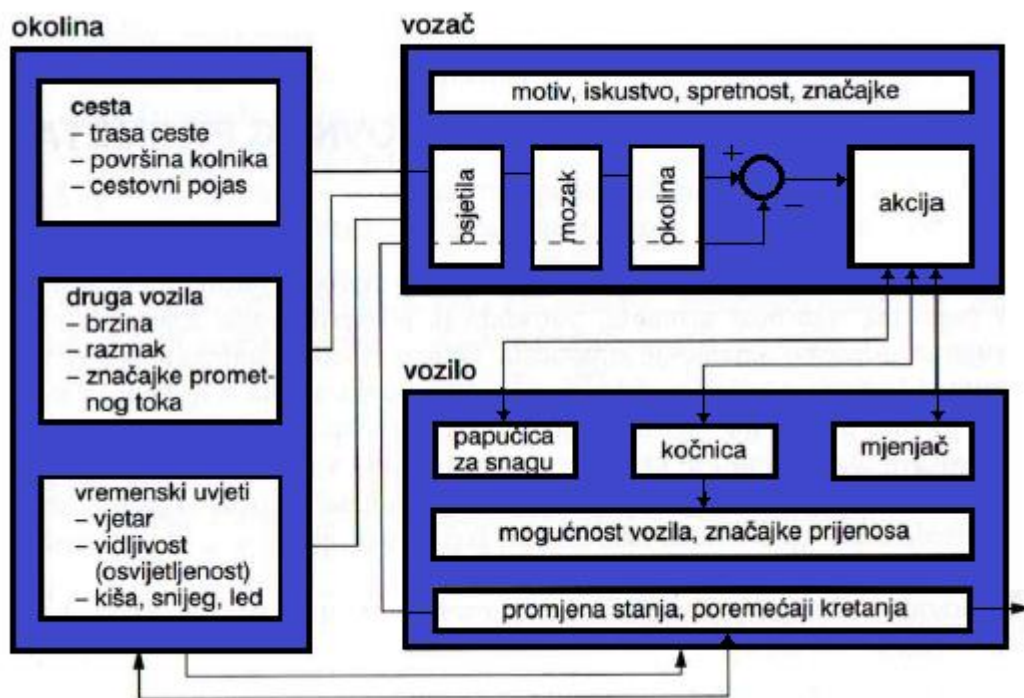 okolina
cesta
– trasa ceste
– površina kolnika
– cestovni pojas
druga vozila
– brzina
– razmak
– značajke promet-
nog toka
vremenski uvjeti
– vjetar
– vidljivost
(osvijetljenost)
– kiša, snijeg, led
vozač
motiv, iskustvo, spretnost, značajke
osjetila
mozak
okolina
+
–
akcija
vozilo
papučica
za snagu
kočnica
mjenjač
mogućnost vozila, značajke prijenosa
promjena stanja, poremećaji kretanja